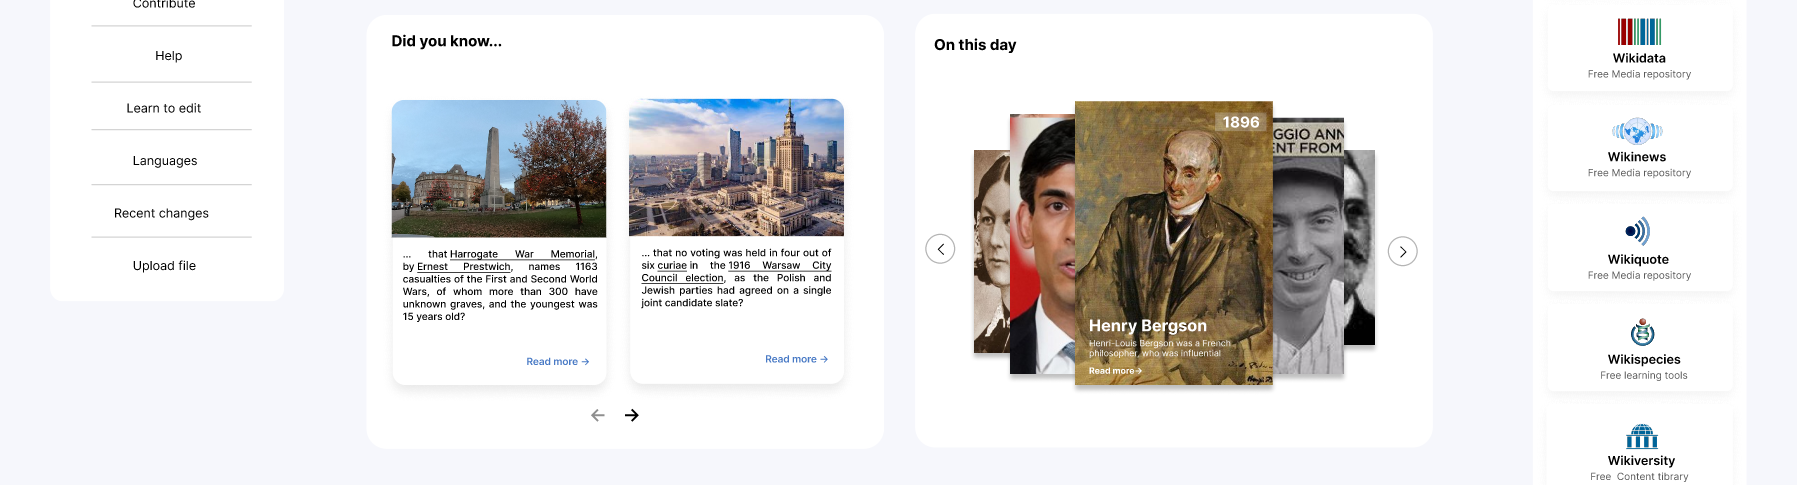 Contribute
Help
Learn to edit
Languages
Recent changes
Upload file
Did you know...
... that Harrogate War Memorial,
by Ernest Prestwich, names 1163
casualties of the First and Second World
Wars, of whom more than 300 have
unknown graves, and the youngest was
15 years old?
Read more →
... that no voting was held in four out of
six curiae in the 1916 Warsaw City
Council election, as the Polish and
Jewish parties had agreed on a single
joint candidate slate?
Read more →
On this day
1896
GGIO ANN
ENT FROM
Henry Bergson
Henri-Louis Bergson was a French
philosopher, who was influential
Read more→
Wikidata
Free Media repository
Wikinews
Free Media repository
Wikiquote
Free Media repository
Wikispecies
Free learning tools
Wikiversity
Free Content tibrary